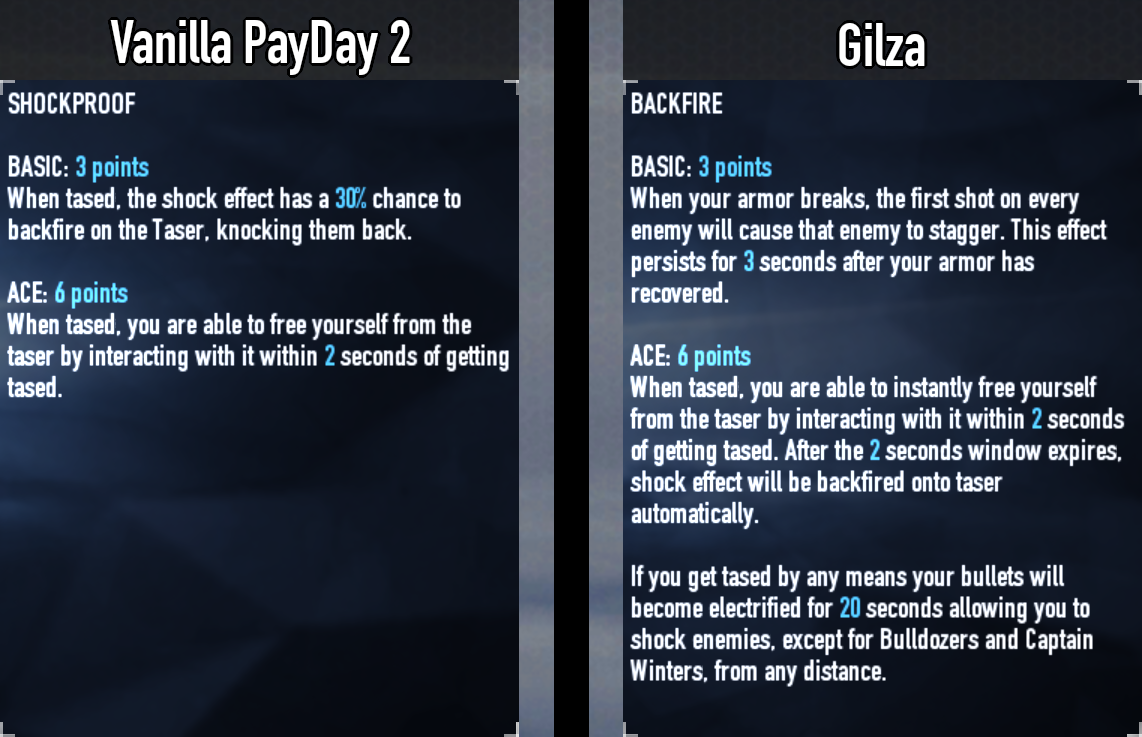 Vanilla PayDay 2
SHOCKPROOF
BASIC: 3 points
When tased, the shock effect has a 30% chance to
backfire on the Taser, knocking them back.
ACE: 6 points
When tased, you are able to free yourself from the
taser by interacting with it within 2 seconds of getting
tased.
Gilza
BACKFIRE
BASIC: 3 points
When your armor breaks, the first shot on every
enemy will cause that enemy to stagger. This effect
persists for 3 seconds after your armor has
recovered.
ACE: 6 points
When tased, you are able to instantly free yourself
from the taser by interacting with it within 2 seconds
of getting tased. After the 2 seconds window expires,
shock effect will be backfired onto taser
automatically.
If you get tased by any means your bullets will
become electrified for 20 seconds allowing you to
shock enemies, except for Bulldozers and Captain
Winters, from any distance.